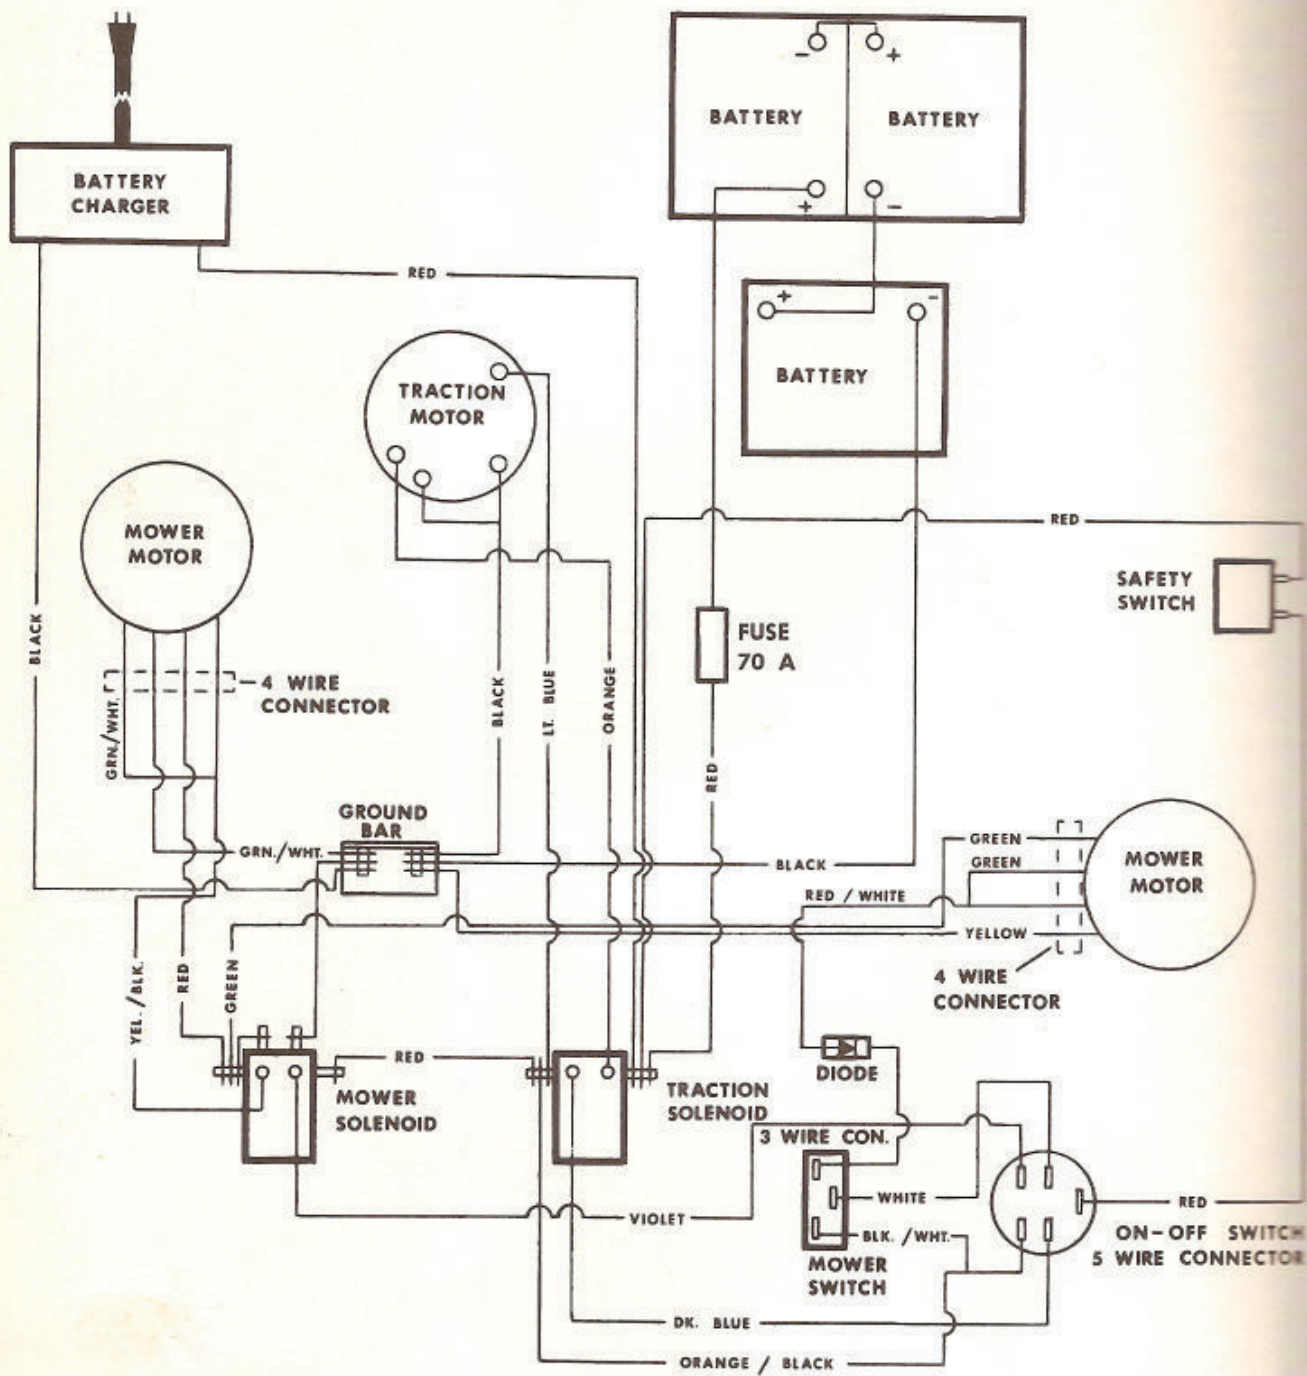 BATTERY
CHARGER
- +
BATTERY
BATTERY
+ -
RED
+ -
BATTERY
TRACTION
MOTOR
MOWER
MOTOR
RED
SAFETY
SWITCH
FUSE
70 A
BLACK
4 WIRE
CONNECTOR
GRN./WHT.
BLACK
LT. BLUE
ORANGE
RED
GROUND
BAR
GRN./WHT.
BLACK
GREEN
GREEN
RED / WHITE
YELLOW
MOWER
MOTOR
4 WIRE
CONNECTOR
YEL./BLK.
RED
GREEN
RED
MOWER
SOLENOID
TRACTION
SOLENOID
DIODE
3 WIRE CON.
WHITE
BLK./WHT.
MOWER
SWITCH
RED
ON-OFF SWITCH
5 WIRE CONNECTOR
VIOLET
DK. BLUE
ORANGE / BLACK